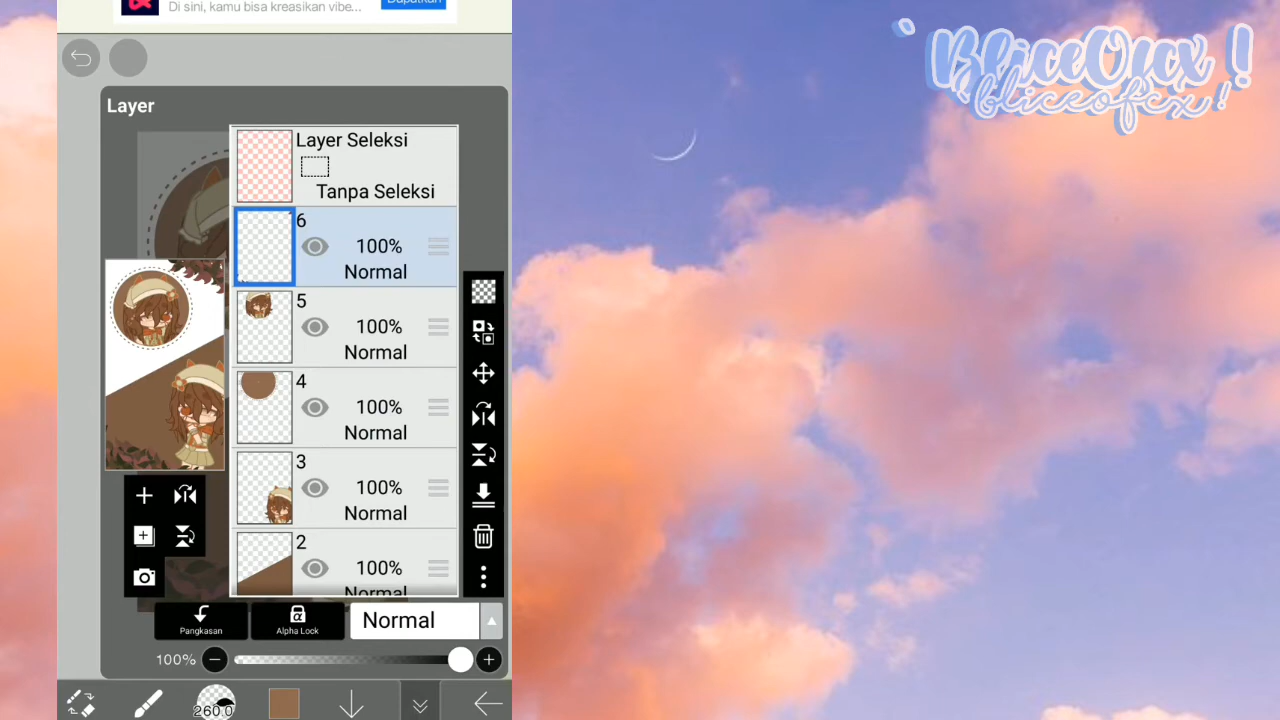 Di sini, kamu bisa kreasikan vibe...
Dapatkan
BliceOfcx !
bliceofcx !
Layer
Layer Seleksi
Tanpa Seleksi
6
100%
Normal
5
100%
Normal
4
100%
Normal
3
100%
Normal
2
100%
Normal
Pangkasan
Alpha Lock
Normal
100%
260.0